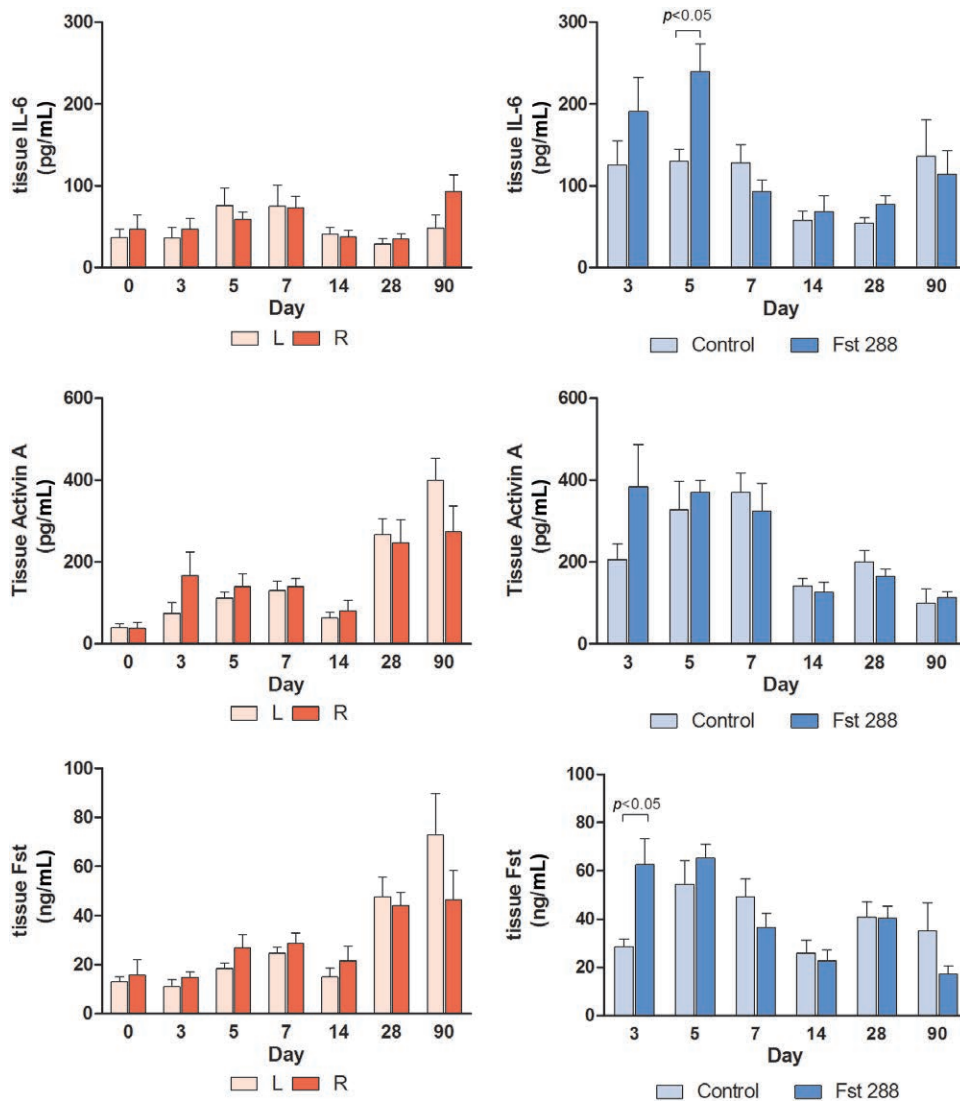 300
200
100
0
tissue IL-6
(pg/mL)
0 3 5 7 14 28 90
Day
L R
p<0.05
300
200
100
0
tissue IL-6
(pg/mL)
3 5 7 14 28 90
Day
Control Fst 288
600
400
200
0
Tissue Activin A
(pg/mL)
0 3 5 7 14 28 90
Day
L R
600
400
200
0
Tissue Activin A
(pg/mL)
3 5 7 14 28 90
Day
Control Fst 288
100
80
60
40
20
0
tissue Fst
(ng/mL)
0 3 5 7 14 28 90
Day
L R
100
p<0.05
80
60
40
20
0
tissue Fst
(ng/mL)
3 5 7 14 28 90
Day
Control Fst 288